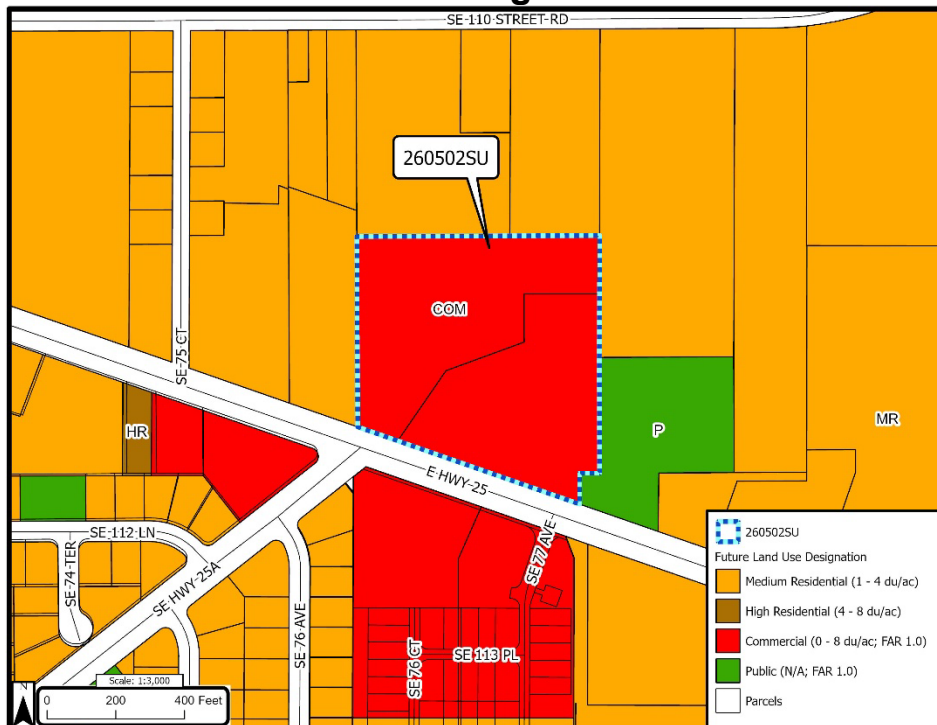 SE-110 STREET-RD
260502SU
COM
SE-75 CT
HR
E HWY-25
P
MR
SE-112 LN
SE-74-TER
SE-HWY-25A
SE-76 AVE
SE 77 AVE
SE 76 CT
SE 113 PL
Scale: 1:3,000
0 200 400 Feet
260502SU
Future Land Use Designation
Medium Residential (1 - 4 du/ac)
High Residential (4 - 8 du/ac)
Commercial (0 - 8 du/ac; FAR 1.0)
Public (N/A; FAR 1.0)
Parcels